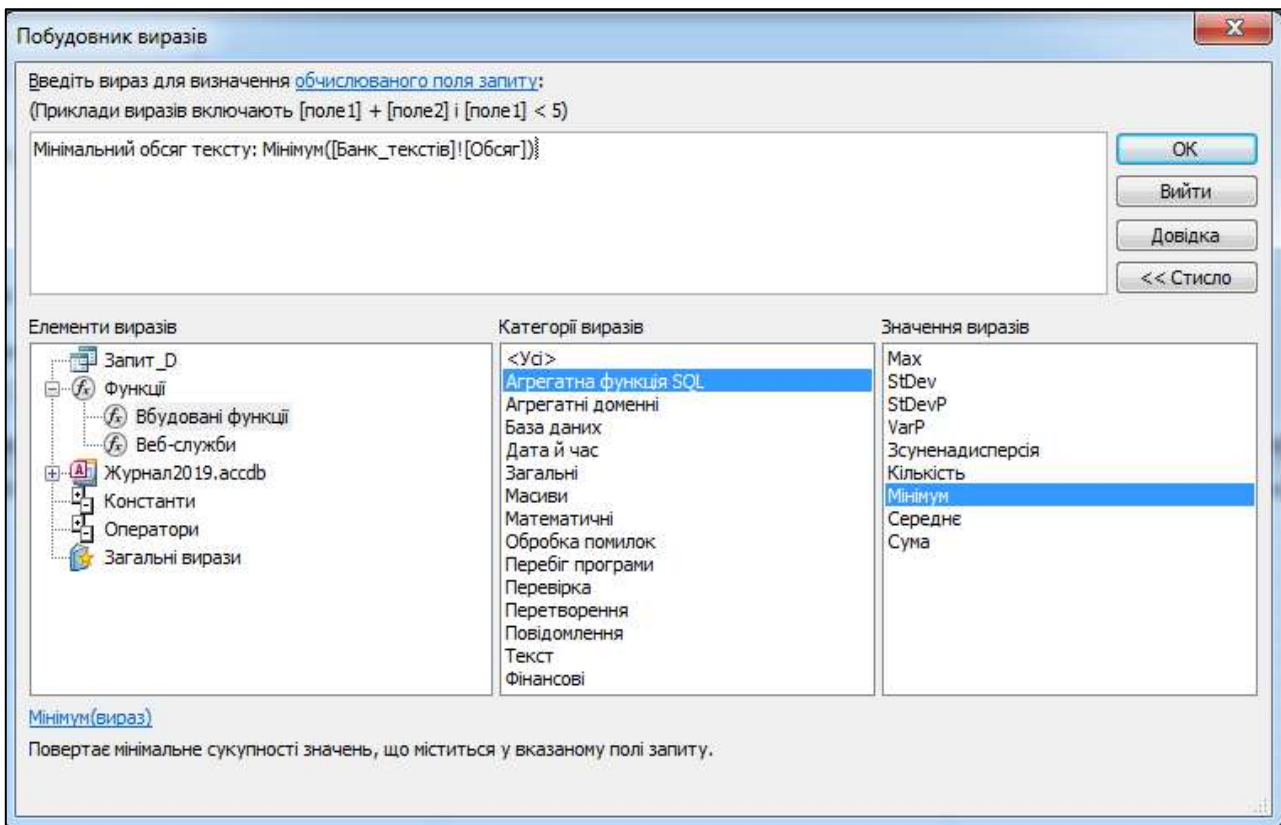 Побудовник виразів
Введіть вираз для визначення обчислюваного поля запиту:
(Приклади виразів включають [поле1] + [поле2] і [поле1] < 5)
Мінімальний обсяг тексту: Мінімум([Банк_текстів]![Обсяг])
ОК
Вийти
Довідка
<< Стисло
Елементи виразів
Запит_D
Функції
Вбудовані функції
Веб-служби
Журнал2019.accdb
Константи
Оператори
Загальні вирази
Категорії виразів
<Усі>
Агрегатна функція SQL
Агрегатні доменні
База даних
Дата й час
Загальні
Масиви
Математичні
Обробка помилок
Перебіг програми
Перевірка
Перетворення
Повідомлення
Текст
Фінансові
Значення виразів
Max
StDev
StDevP
VarP
Зсуненадисперсія
Кількість
Мінімум
Середнє
Сума
Мінімум(вираз)
Повертає мінімальне сукупності значень, що міститься у вказаному полі запиту.